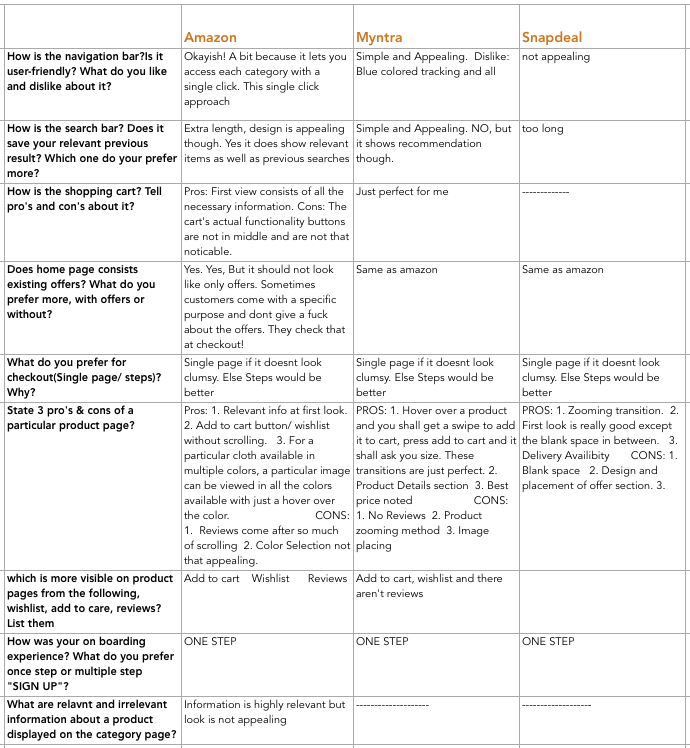 Amazon
Myntra
Snapdeal
How is the navigation bar?Is it
user-friendly? What do you like
and dislike about it?
Okayish! A bit because it lets you
access each category with a
single click. This single click
approach
Simple and Appealing.  Dislike:
Blue colored tracking and all
not appealing
How is the search bar? Does it
save your relevant previous
result? Which one do your prefer
more?
Extra length, design is appealing
though. Yes it does show relevant
items as well as previous searches
Simple and Appealing. NO, but
it shows recommendation
though.
too long
How is the shopping cart? Tell
pro's and con's about it?
Pros: First view consists of all the
necessary information. Cons: The
cart's actual functionality buttons
are not in middle and are not that
noticable.
Just perfect for me
-------------
Does home page consists
existing offers? What do you
prefer more, with offers or
without?
Yes. Yes, But it should not look
like only offers. Sometimes
customers come with a specific
purpose and dont give a fuck
about the offers. They check that
at checkout!
Same as amazon
Same as amazon
What do you prefer for
checkout(Single page/ steps)?
Why?
Single page if it doesnt look
clumsy. Else Steps would be
better
Single page if it doesnt look
clumsy. Else Steps would be
better
Single page if it doesnt look
clumsy. Else Steps would be
better
State 3 pro's & cons of a
particular product page?
Pros: 1. Relevant info at first look.
2. Add to cart button/ wishlist
without scrolling.   3. For a
particular cloth available in
multiple colors, a particular image
can be viewed in all the colors
available with just a hover over
the color.                        CONS:
1.  Reviews come after so much
of scrolling  2. Color Selection not
that appealing.
PROS: 1. Hover over a product
and you shall get a swipe to add
it to cart, press add to cart and it
shall ask you size. These
transitions are just perfect. 2.
Product Details section  3. Best
price noted                 CONS:
1. No Reviews  2. Product
zooming method  3. Image
placing
PROS: 1. Zooming transition.  2.
First look is really good except
the blank space in between.   3.
Delivery Availibity      CONS: 1.
Blank space   2. Design and
placement of offer section. 3.
which is more visible on product
pages from the following,
wishlist, add to care, reviews?
List them
Add to cart    Wishlist      Reviews
Add to cart, wishlist and there
aren't reviews
How was your on boarding
experience? What do you prefer
once step or multiple step
"SIGN UP"?
ONE STEP
ONE STEP
ONE STEP
What are relavnt and irrelevant
information about a product
displayed on the category page?
Information is highly relevant but
look is not appealing
--------------------
-------------------